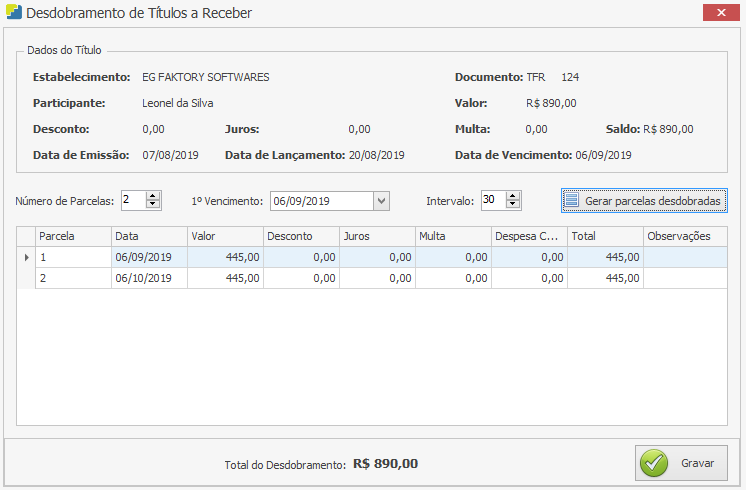 Desdobramento de Títulos a Receber
Dados do Título
Estabelecimento: EG FAKTORY SOFTWARES Documento: TFR 124
Participante: Leonel da Silva Valor: R$ 890,00
Desconto: 0,00 Juros: 0,00 Multa: 0,00 Saldo: R$ 890,00
Data de Emissão: 07/08/2019 Data de Lançamento: 20/08/2019 Data de Vencimento: 06/09/2019
Número de Parcelas: 2 1º Vencimento: 06/09/2019 Intervalo: 30 Gerar parcelas desdobradas
Parcela Data Valor Desconto Juros Multa Despesa C... Total Observações
1 06/09/2019 445,00 0,00 0,00 0,00 0,00 445,00
2 06/10/2019 445,00 0,00 0,00 0,00 0,00 445,00
Total do Desdobramento: R$ 890,00 Gravar